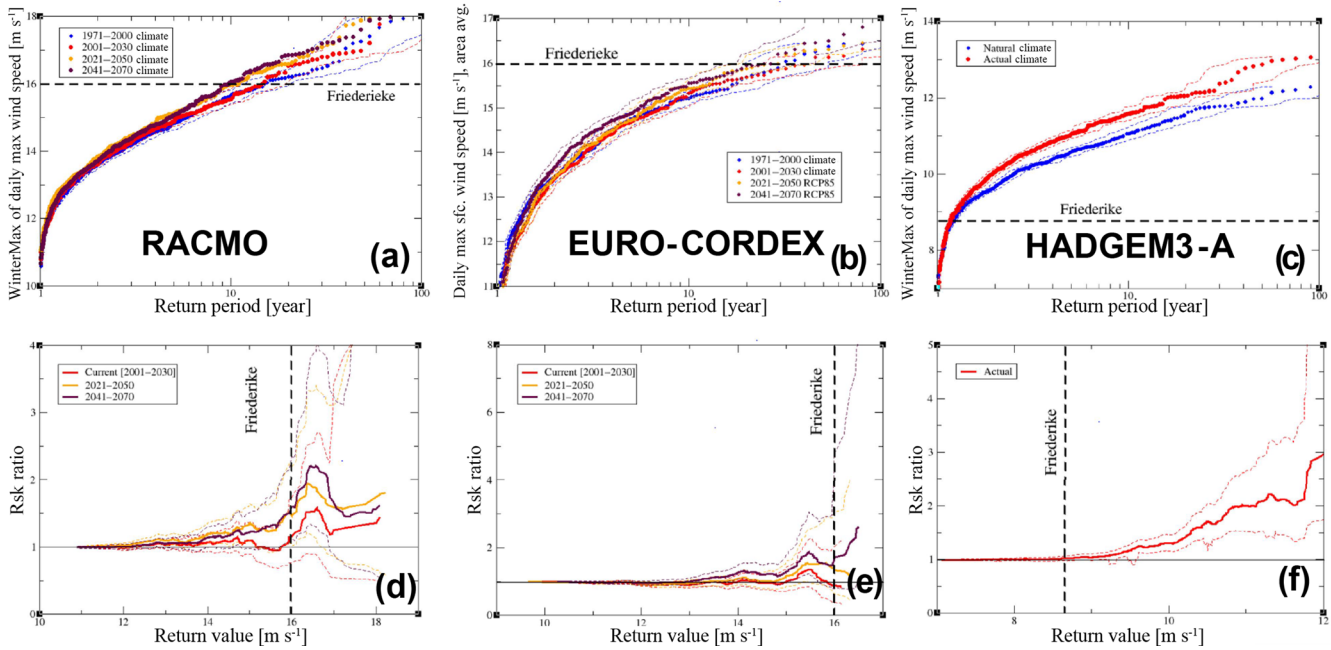 WinterMax of daily max wind speed [m s-1]
18
16
14
12
10
1971−2000 climate
2001−2030 climate
2021−2050 climate
2041−2070 climate
Friederieke
RACMO
(a)
1
10
100
Return period [year]
Daily max sfc. wind speed [m s-1], area avg.
17
16
15
14
13
12
11
Friederike
1971−2000 climate
2001−2030 climate
2021−2050 RCP85
2041−2070 RCP85
EURO-CORDEX
(b)
1
10
100
Return period [year]
WinterMax of daily max wind speed [m s-1]
14
12
10
8
Natural climate
Actual climate
Friederike
HADGEM3-A
(c)
1
10
100
Return period [year]
Rsk ratio
4
3
2
1
0
Current [2001−2030]
2021−2050
2041−2070
Friederike
(d)
10
12
14
16
18
Return value [m s-1]
Rsk ratio
8
6
4
2
0
Current [2001−2030]
2021−2050
2041−2070
Friederike
(e)
10
12
14
16
Return value [m s-1]
Rsk ratio
5
4
3
2
1
0
Actual
Friederike
(f)
8
10
12
Return value [m s-1]